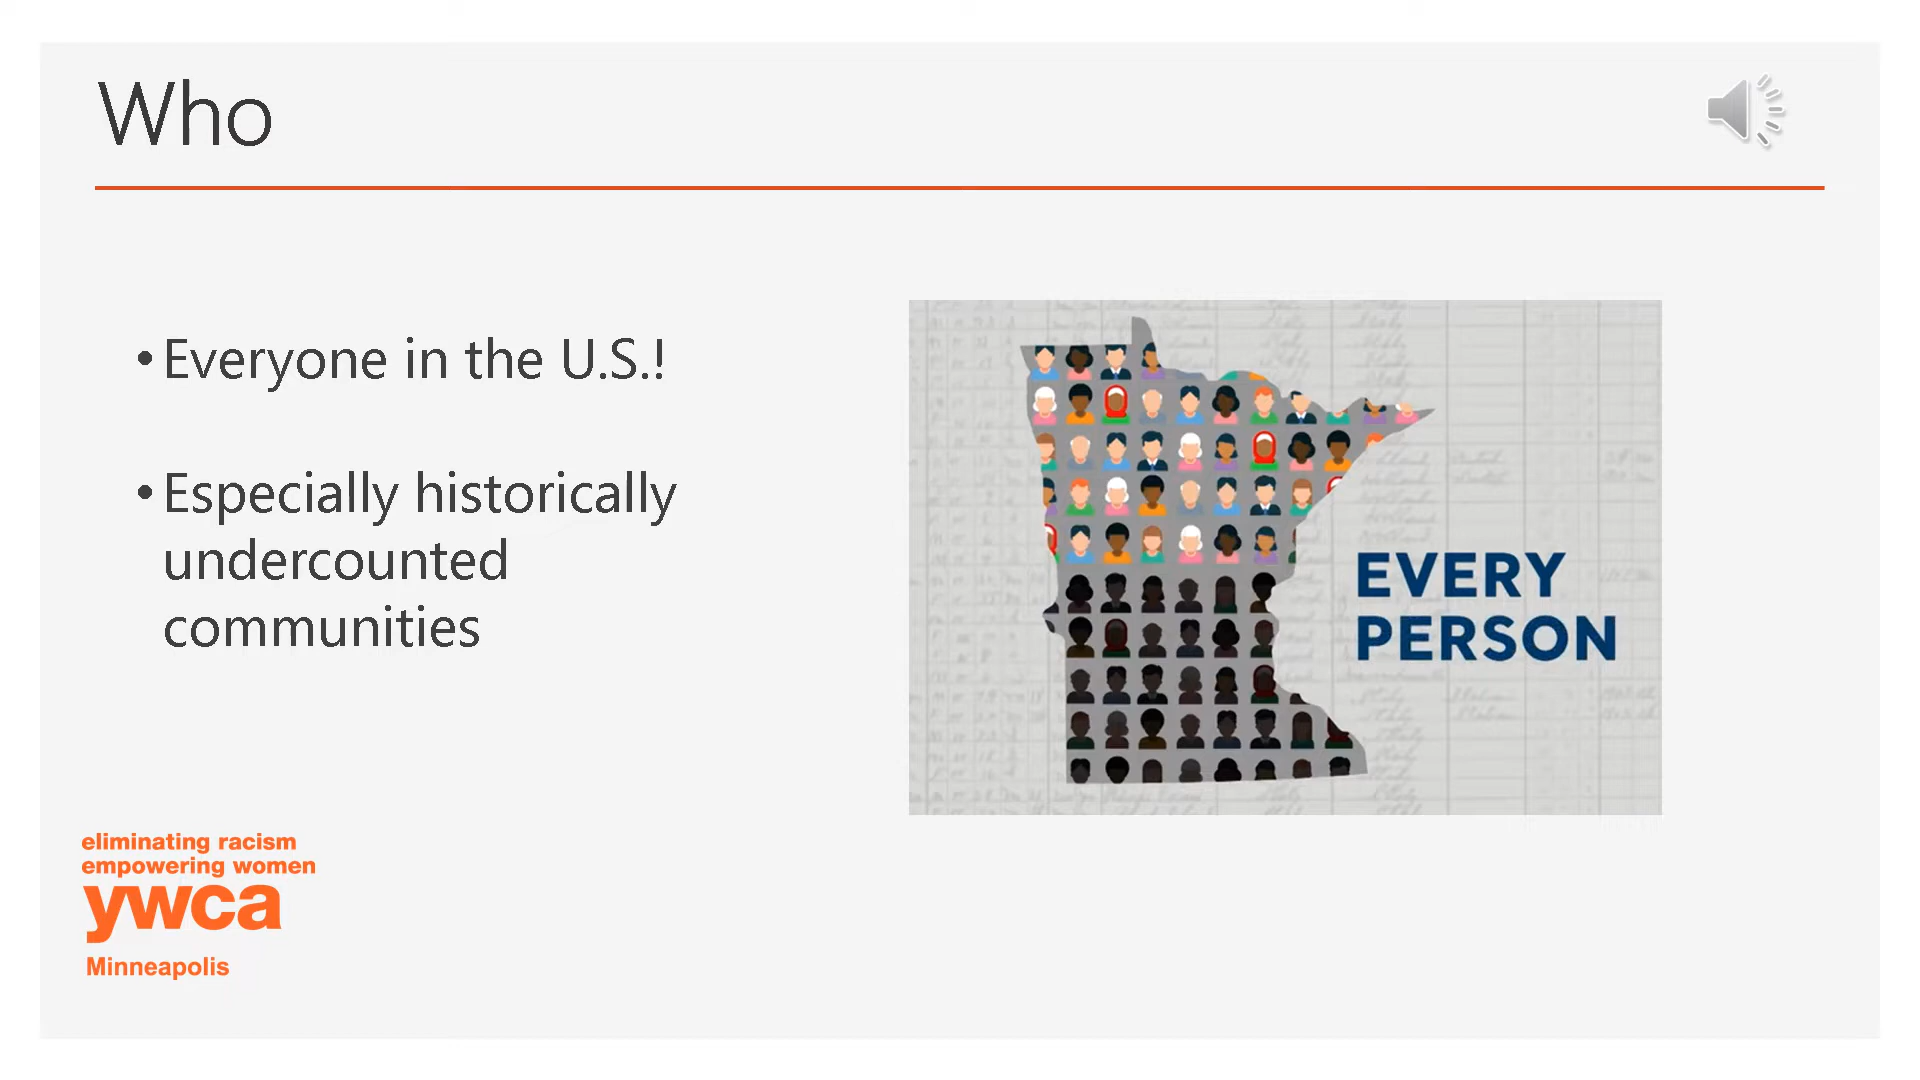 Who
• Everyone in the U.S.!
• Especially historically
undercounted
communities
EVERY
PERSON
eliminating racism
empowering women
ywca
Minneapolis